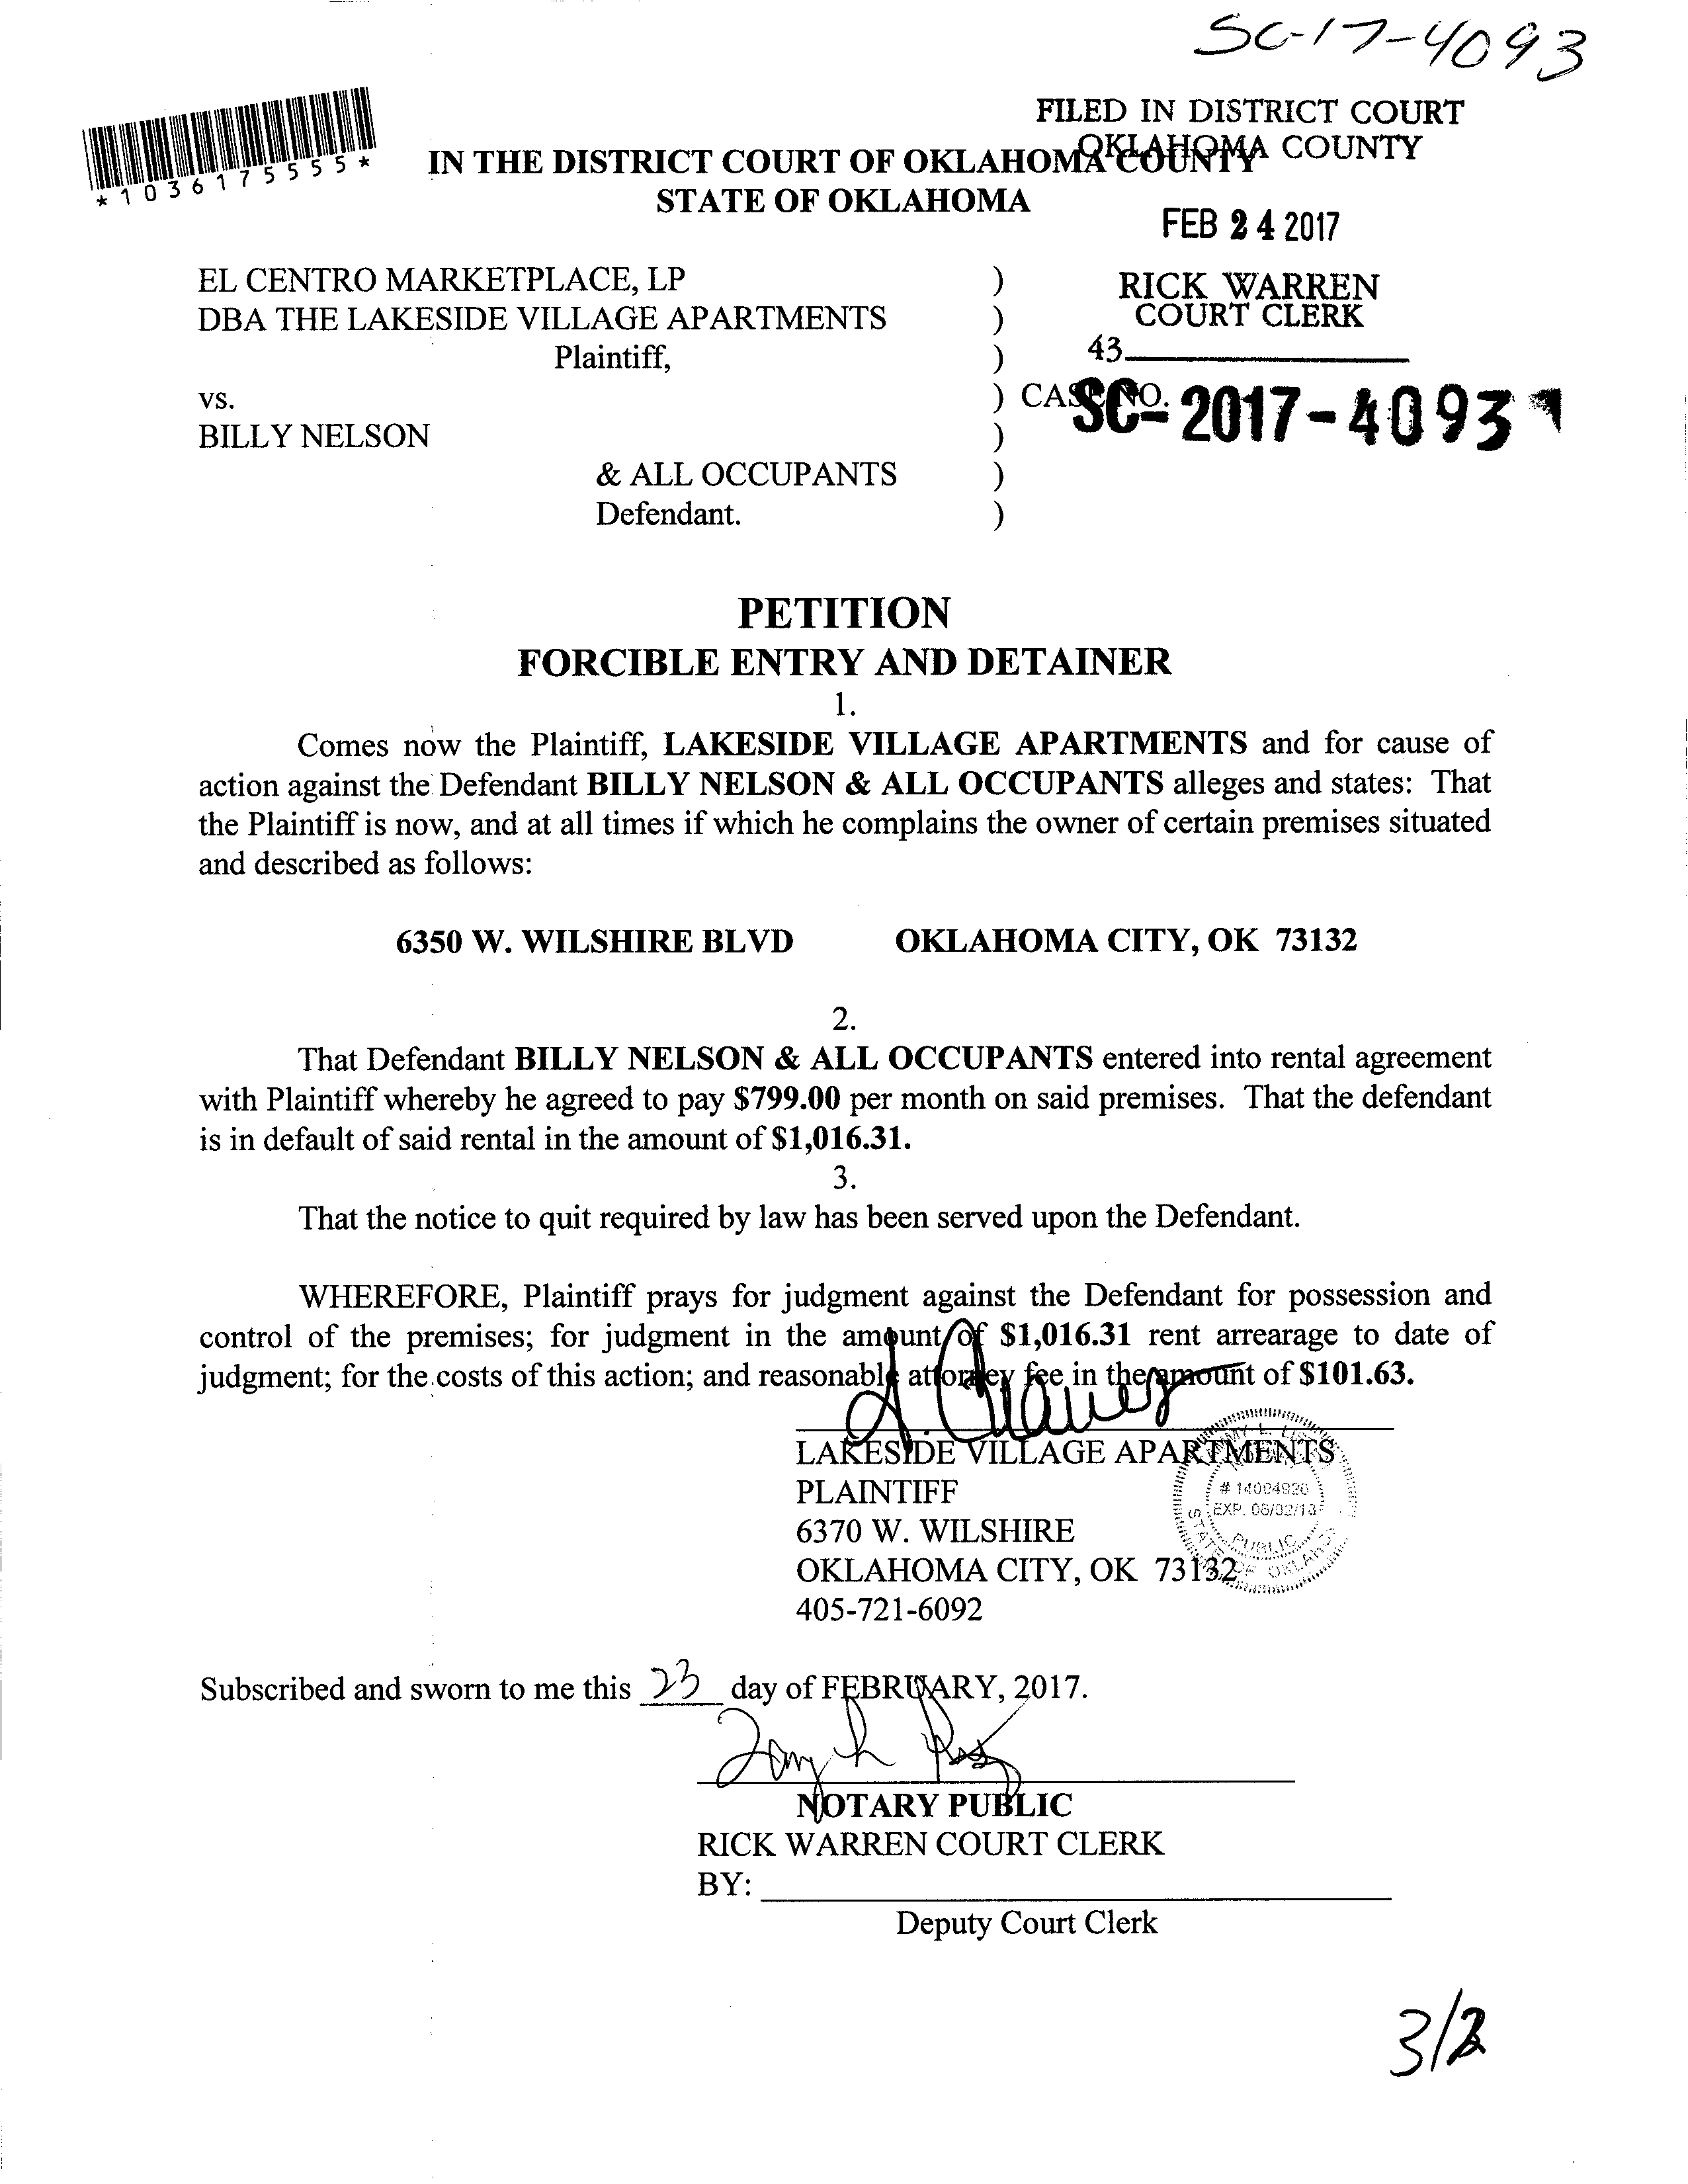 SC-17-4093
*1036175555*
FILED IN DISTRICT COURT
OKLAHOMA COUNTY
IN THE DISTRICT COURT OF OKLAHOMA COUNTY
STATE OF OKLAHOMA
FEB 24 2017
EL CENTRO MARKETPLACE, LP )
DBA THE LAKESIDE VILLAGE APARTMENTS )
Plaintiff, )
RICK WARREN
COURT CLERK
43
vs. ) CASE NO. SC-2017-4093
BILLY NELSON )
& ALL OCCUPANTS )
Defendant. )
PETITION
FORCIBLE ENTRY AND DETAINER
1.
Comes now the Plaintiff, LAKESIDE VILLAGE APARTMENTS and for cause of
action against the Defendant BILLY NELSON & ALL OCCUPANTS alleges and states: That
the Plaintiff is now, and at all times if which he complains the owner of certain premises situated
and described as follows:
6350 W. WILSHIRE BLVD OKLAHOMA CITY, OK 73132
2.
That Defendant BILLY NELSON & ALL OCCUPANTS entered into rental agreement
with Plaintiff whereby he agreed to pay $799.00 per month on said premises. That the defendant
is in default of said rental in the amount of $1,016.31.
3.
That the notice to quit required by law has been served upon the Defendant.
WHEREFORE, Plaintiff prays for judgment against the Defendant for possession and
control of the premises; for judgment in the amount of $1,016.31 rent arrearage to date of
judgment; for the costs of this action; and reasonable attorney fee in the amount of $101.63.
LAKESIDE VILLAGE APARTMENTS
PLAINTIFF
6370 W. WILSHIRE
OKLAHOMA CITY, OK 73132
405-721-6092
# 14004926
PUBLIC
STATE OF
Subscribed and sworn to me this 23 day of FEBRUARY, 2017.
NOTARY PUBLIC
RICK WARREN COURT CLERK
BY:
Deputy Court Clerk
3/2